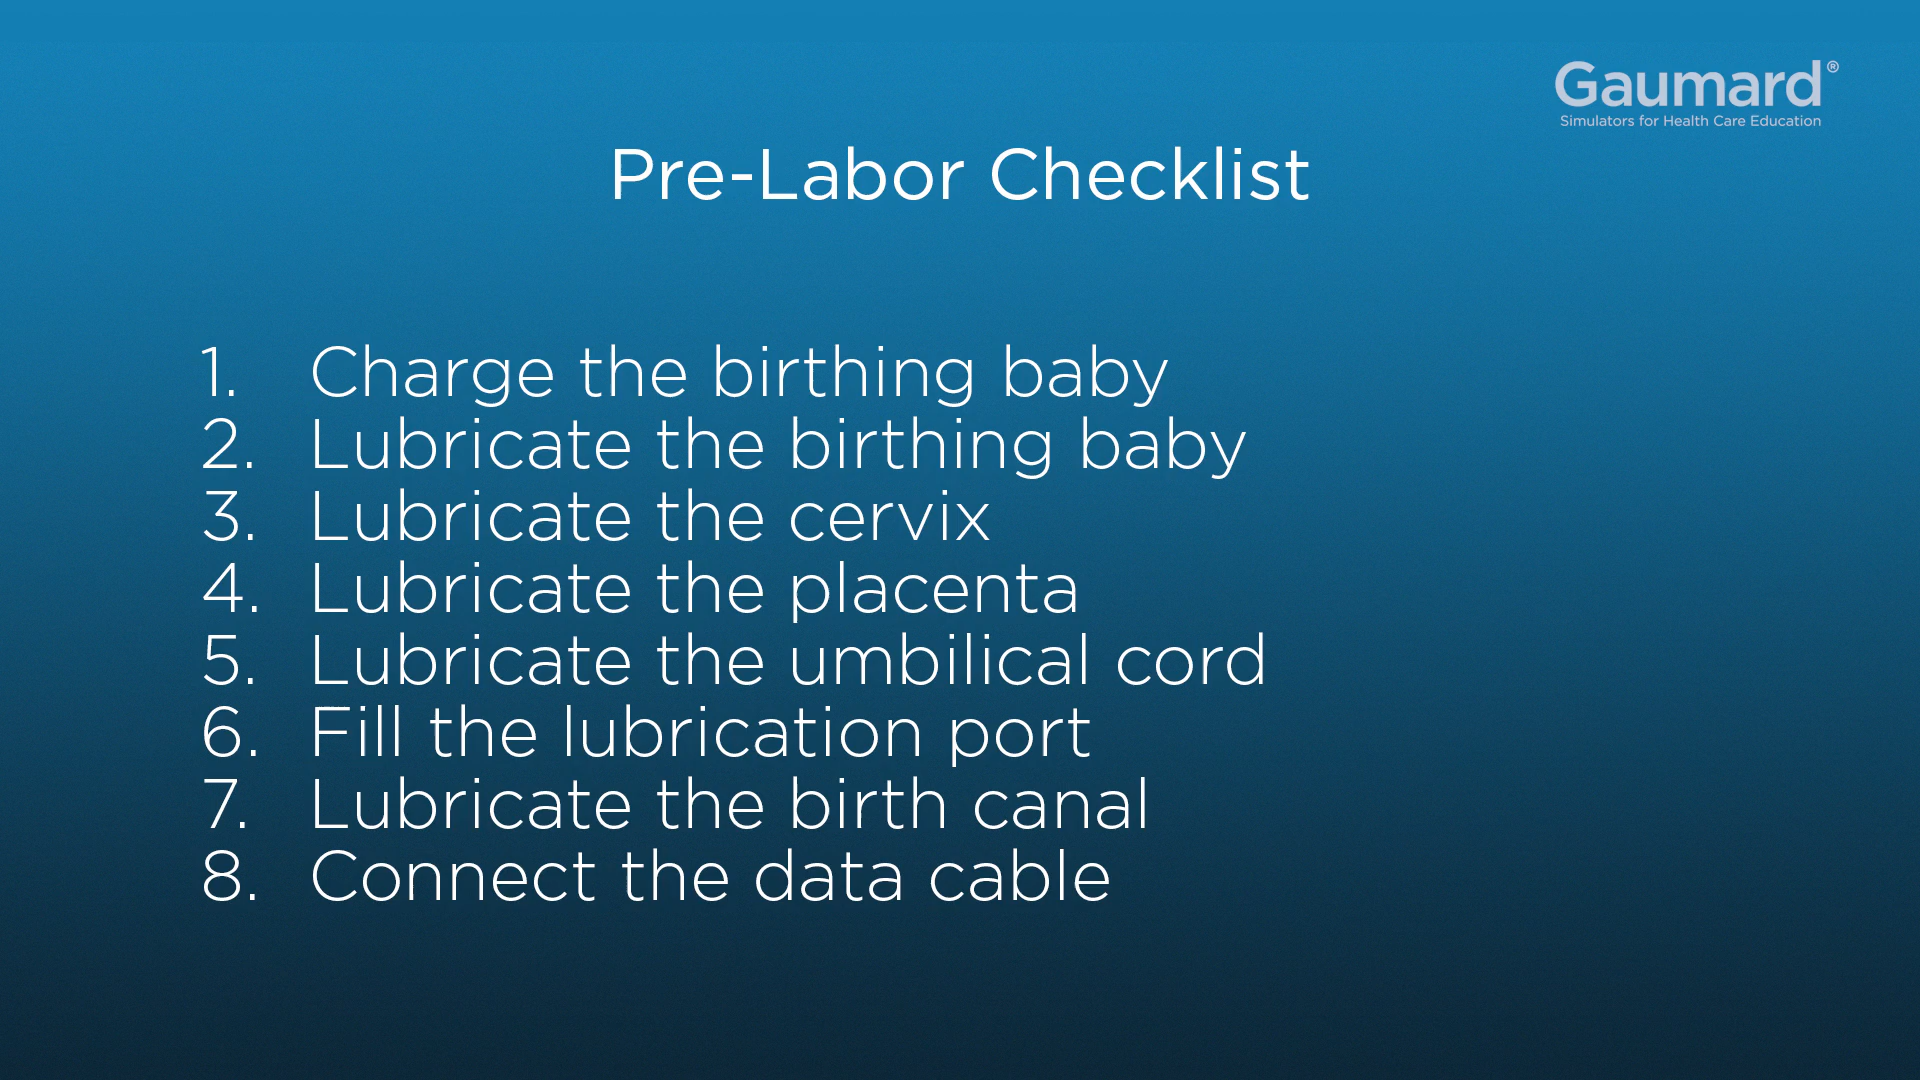 Gaumard®
Simulators for Health Care Education
Pre-Labor Checklist
1. Charge the birthing baby
2. Lubricate the birthing baby
3. Lubricate the cervix
4. Lubricate the placenta
5. Lubricate the umbilical cord
6. Fill the lubrication port
7. Lubricate the birth canal
8. Connect the data cable